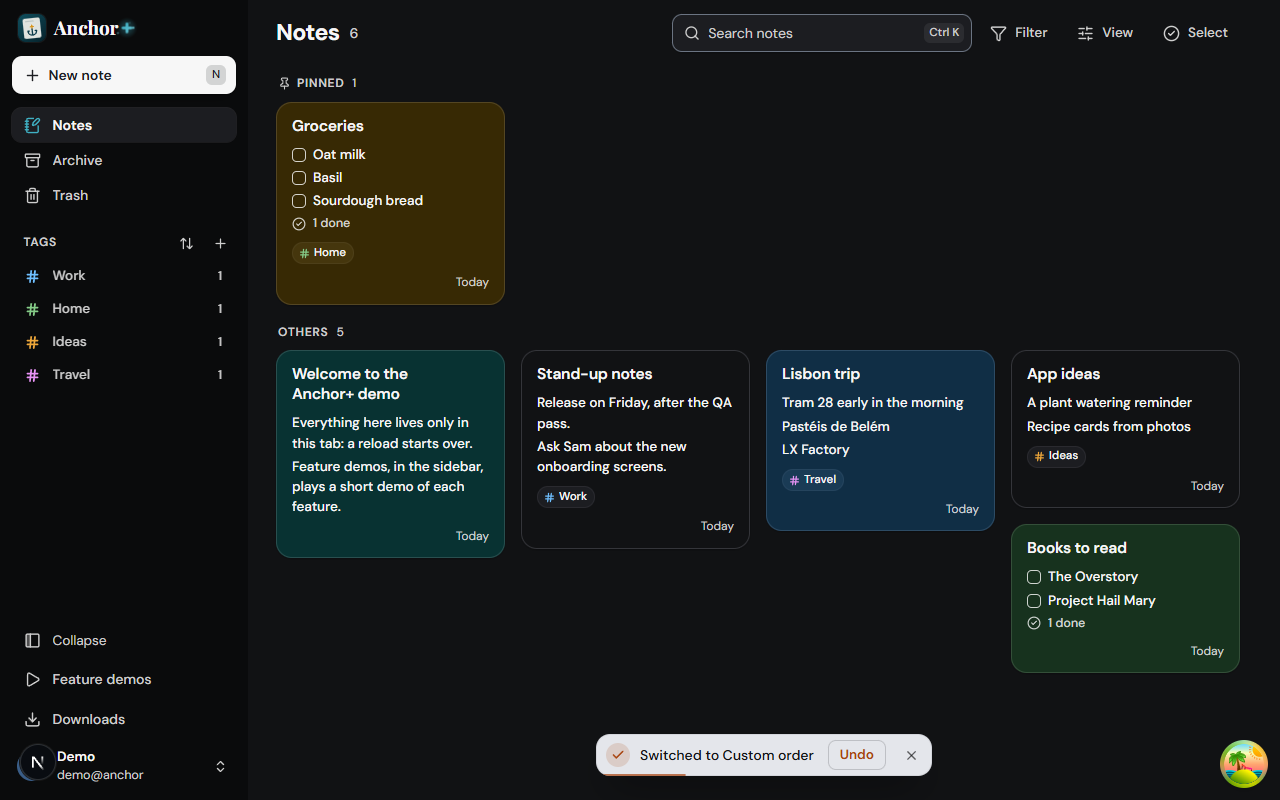 Anchor+
New note
N
Notes
Archive
Trash
TAGS
Work 1
Home 1
Ideas 1
Travel 1
Collapse
Feature demos
Downloads
N
Demo
demo@anchor
Notes 6
Search notes
Ctrl K
Filter
View
Select
PINNED 1
Groceries
Oat milk
Basil
Sourdough bread
1 done
# Home
Today
OTHERS 5
Welcome to the
Anchor+ demo
Everything here lives only in
this tab: a reload starts over.
Feature demos, in the sidebar,
plays a short demo of each
feature.
Today
Stand-up notes
Release on Friday, after the QA
pass.
Ask Sam about the new
onboarding screens.
# Work
Today
Lisbon trip
Tram 28 early in the morning
Pastéis de Belém
LX Factory
# Travel
Today
App ideas
A plant watering reminder
Recipe cards from photos
# Ideas
Today
Books to read
The Overstory
Project Hail Mary
1 done
Today
Switched to Custom order
Undo